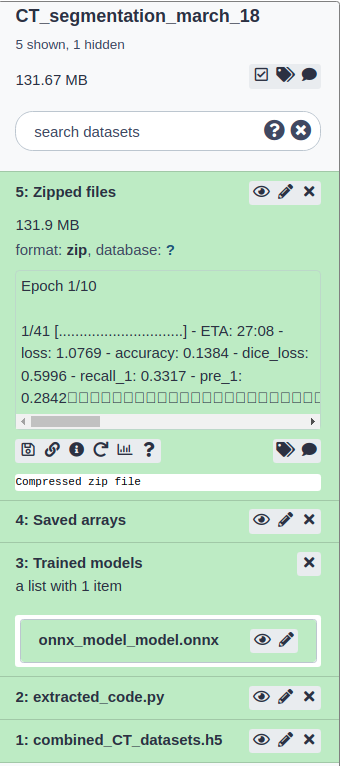 CT_segmentation_march_18
5 shown, 1 hidden
131.67 MB
search datasets
5: Zipped files
131.9 MB
format: zip, database: ?
Epoch 1/10
1/41 [..............................] - ETA: 27:08 -
loss: 1.0769 - accuracy: 0.1384 - dice_loss:
0.5996 - recall_1: 0.3317 - pre_1:
0.2842
Compressed zip file
4: Saved arrays
3: Trained models
a list with 1 item
onnx_model_model.onnx
2: extracted_code.py
1: combined_CT_datasets.h5